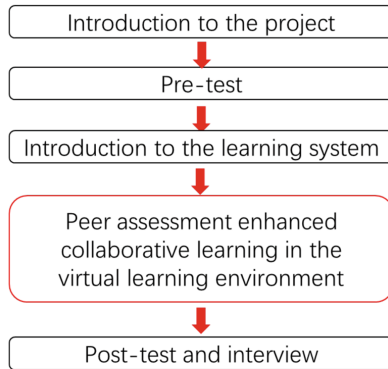 Introduction to the project
Pre-test
Introduction to the learning system
Peer assessment enhanced
collaborative learning in the
virtual learning environment
Post-test and interview